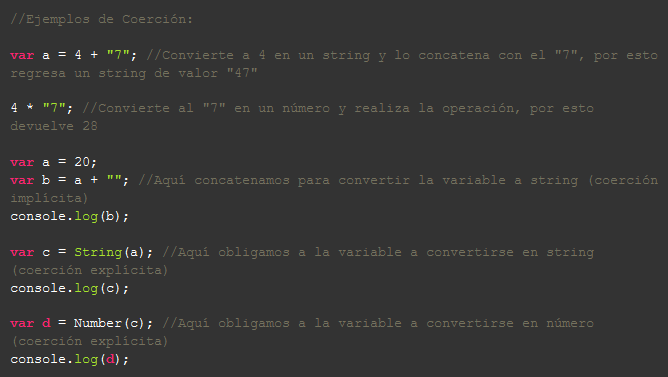 //Ejemplos de Coerción:
var a = 4 + "7"; //Convierte a 4 en un string y lo concatena con el "7", por esto
regresa un string de valor "47"
4 * "7"; //Convierte al "7" en un número y realiza la operación, por esto
devuelve 28
var a = 20;
var b = a + ""; //Aquí concatenamos para convertir la variable a string (coerción
implícita)
console.log(b);
var c = String(a); //Aquí obligamos a la variable a convertirse en string
(coerción explícita)
console.log(c);
var d = Number(c); //Aquí obligamos a la variable a convertirse en número
(coerción explícita)
console.log(d);